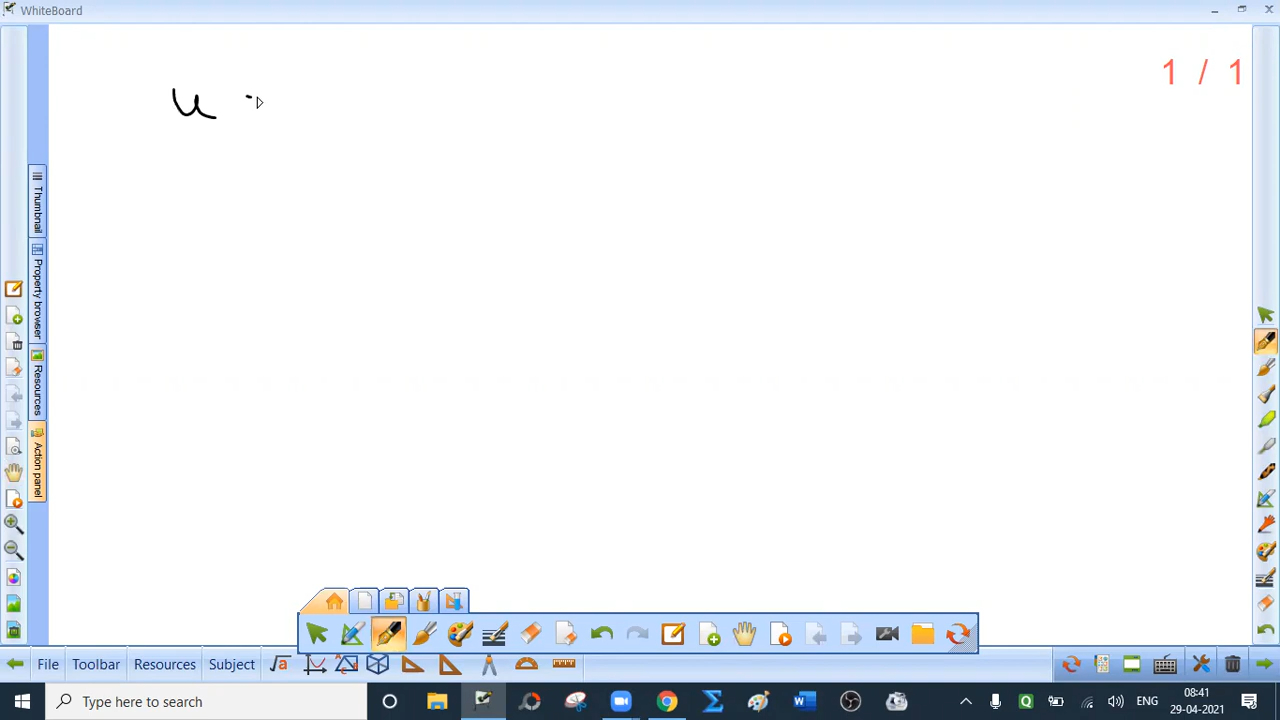 WhiteBoard
1 / 1
u
Thumbnail
Property browser
Resources
Action panel
File Toolbar Resources Subject
Type here to search
ENG
08:41
29-04-2021